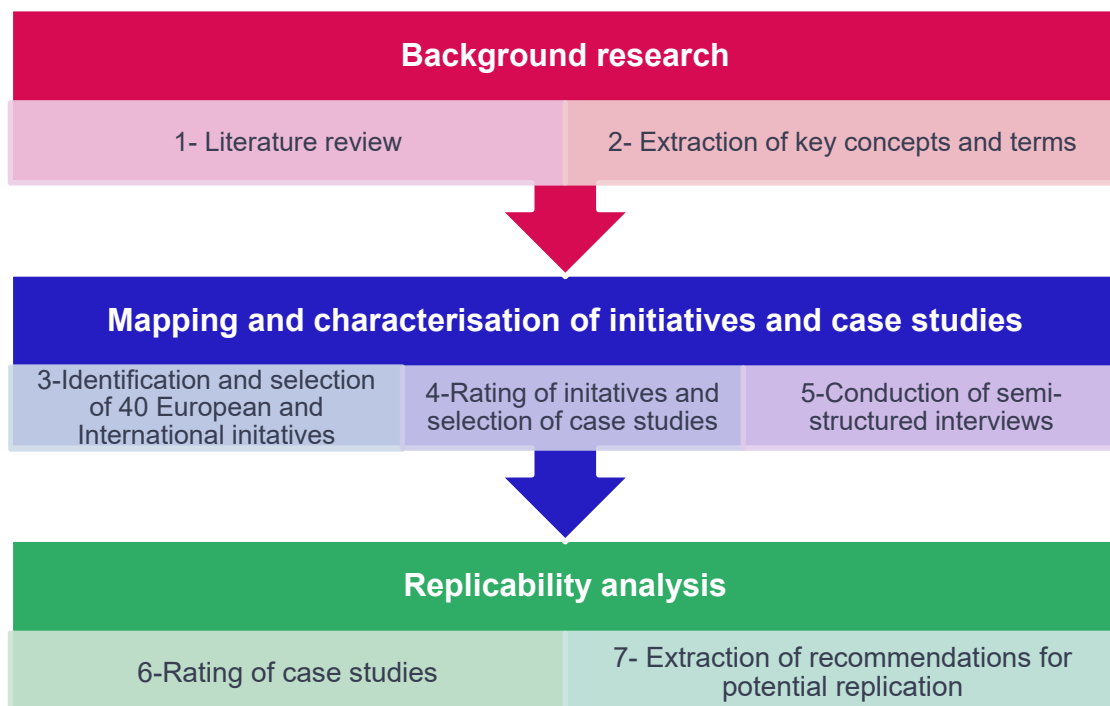 Background research
1- Literature review
2- Extraction of key concepts and terms
Mapping and characterisation of initiatives and case studies
3-Identification and selection
of 40 European and
International initatives
4-Rating of initatives and
selection of case studies
5-Conduction of semi-
structured interviews
Replicability analysis
6-Rating of case studies
7- Extraction of recommendations for
potential replication